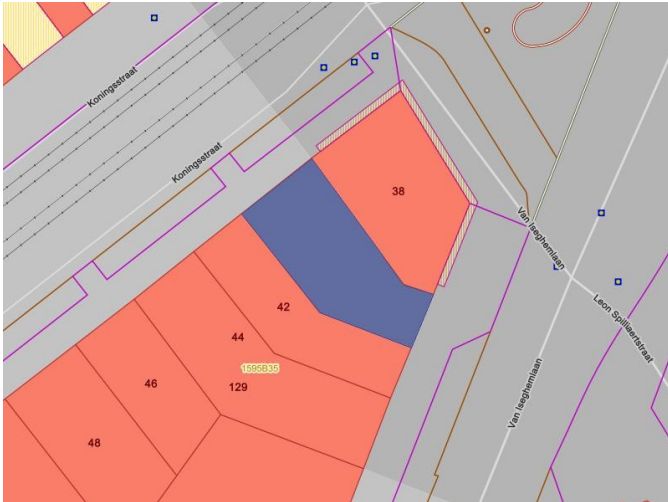 Koningsstraat
Koningsstraat
38
Van Iseghemlaan
42
Leon Spilliaertstraat
44
1595B35
46
129
Van Iseghemlaan
48